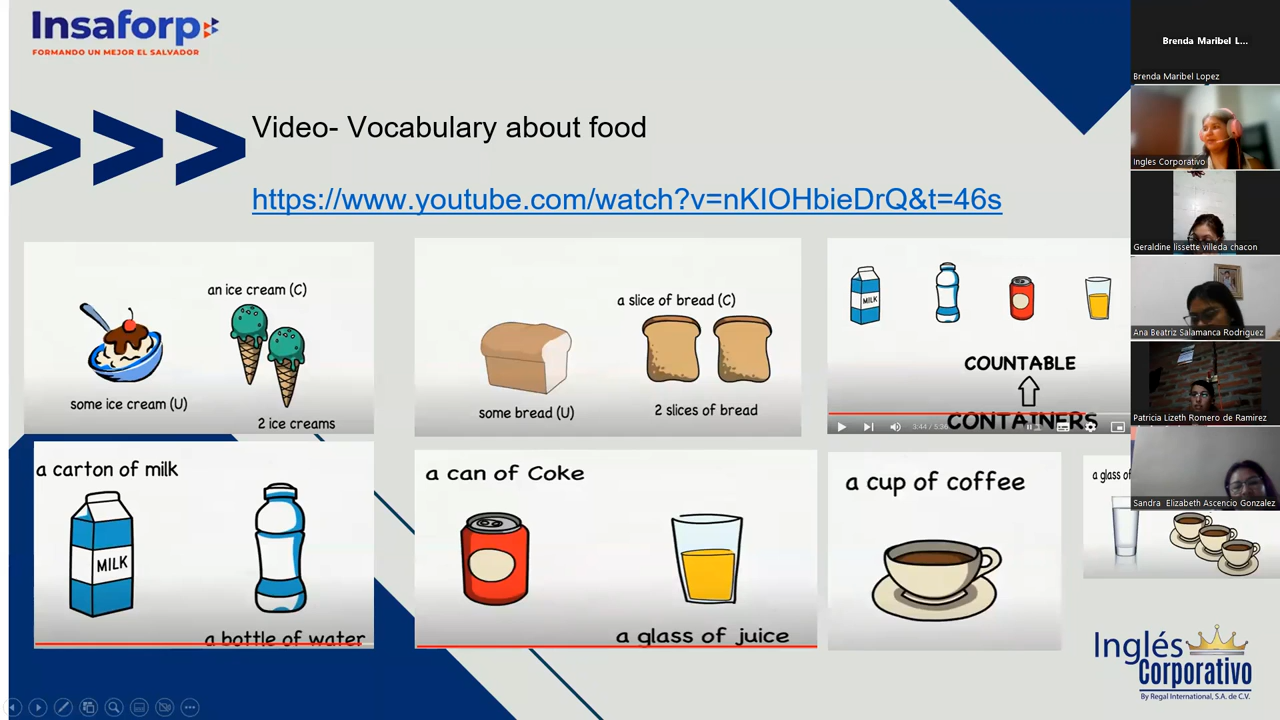 Insaforp
FORMANDO UN MEJOR EL SALVADOR
>>> Video- Vocabulary about food
https://www.youtube.com/watch?v=nKIOHbieDrQ&t=46s
an ice cream (C)
some ice cream (U)
2 ice creams
a slice of bread (C)
some bread (U)
2 slices of bread
MILK
COUNTABLE
CONTAINERS
3:44 / 5:36
a carton of milk
MILK
a bottle of water
a can of Coke
a glass of juice
a cup of coffee
a glass of
Inglés
Corporativo
By Regal International, S.A. de C.V.
Brenda Maribel L...
Brenda Maribel Lopez
Ingles Corporativo
Geraldine lissette villeda chacon
Ana Beatriz Salamanca Rodriguez
Patricia Lizeth Romero de Ramirez
Sandra Elizabeth Ascencio Gonzalez